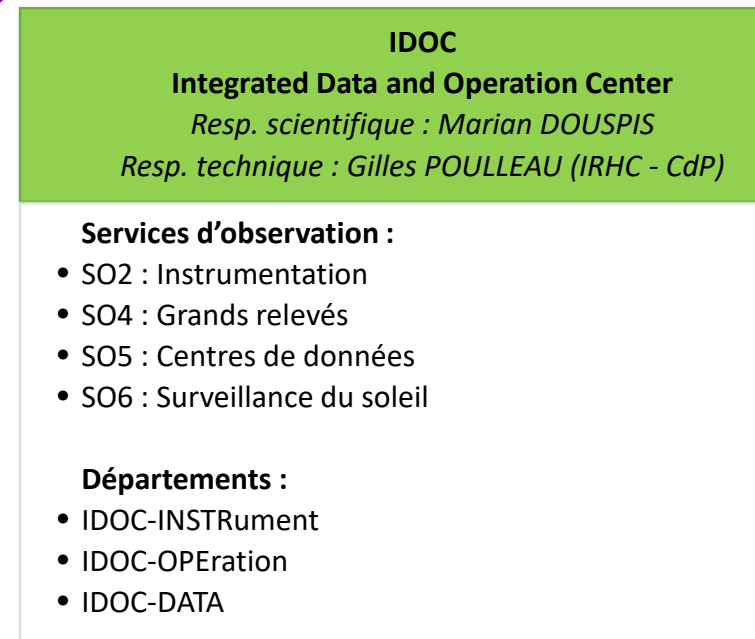 IDOC
Integrated Data and Operation Center
Resp. scientifique : Marian DOUSPIS
Resp. technique : Gilles POULLEAU (IRHC - CdP)
Services d’observation :
• SO2 : Instrumentation
• SO4 : Grands relevés
• SO5 : Centres de données
• SO6 : Surveillance du soleil
Départements :
• IDOC-INSTRument
• IDOC-OPEration
• IDOC-DATA